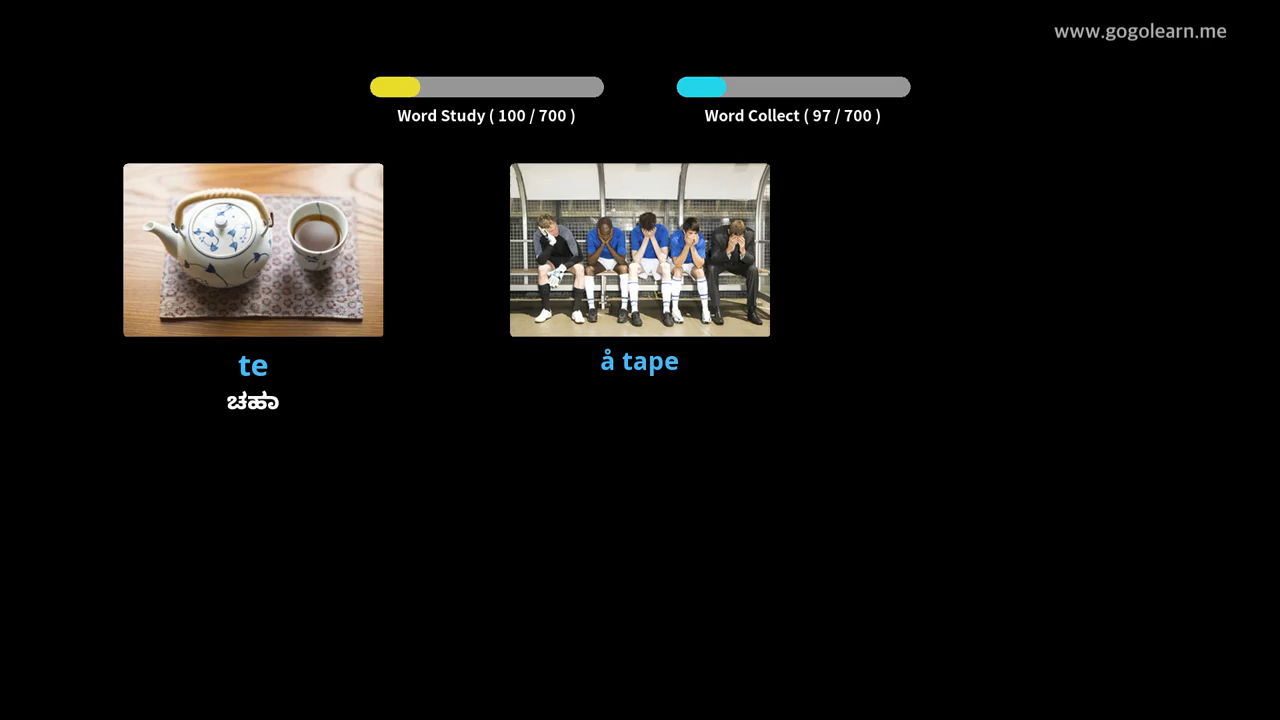 www.gogolearn.me
Word Study ( 100 / 700 )
Word Collect ( 97 / 700 )
te
ಚಹಾ
å tape